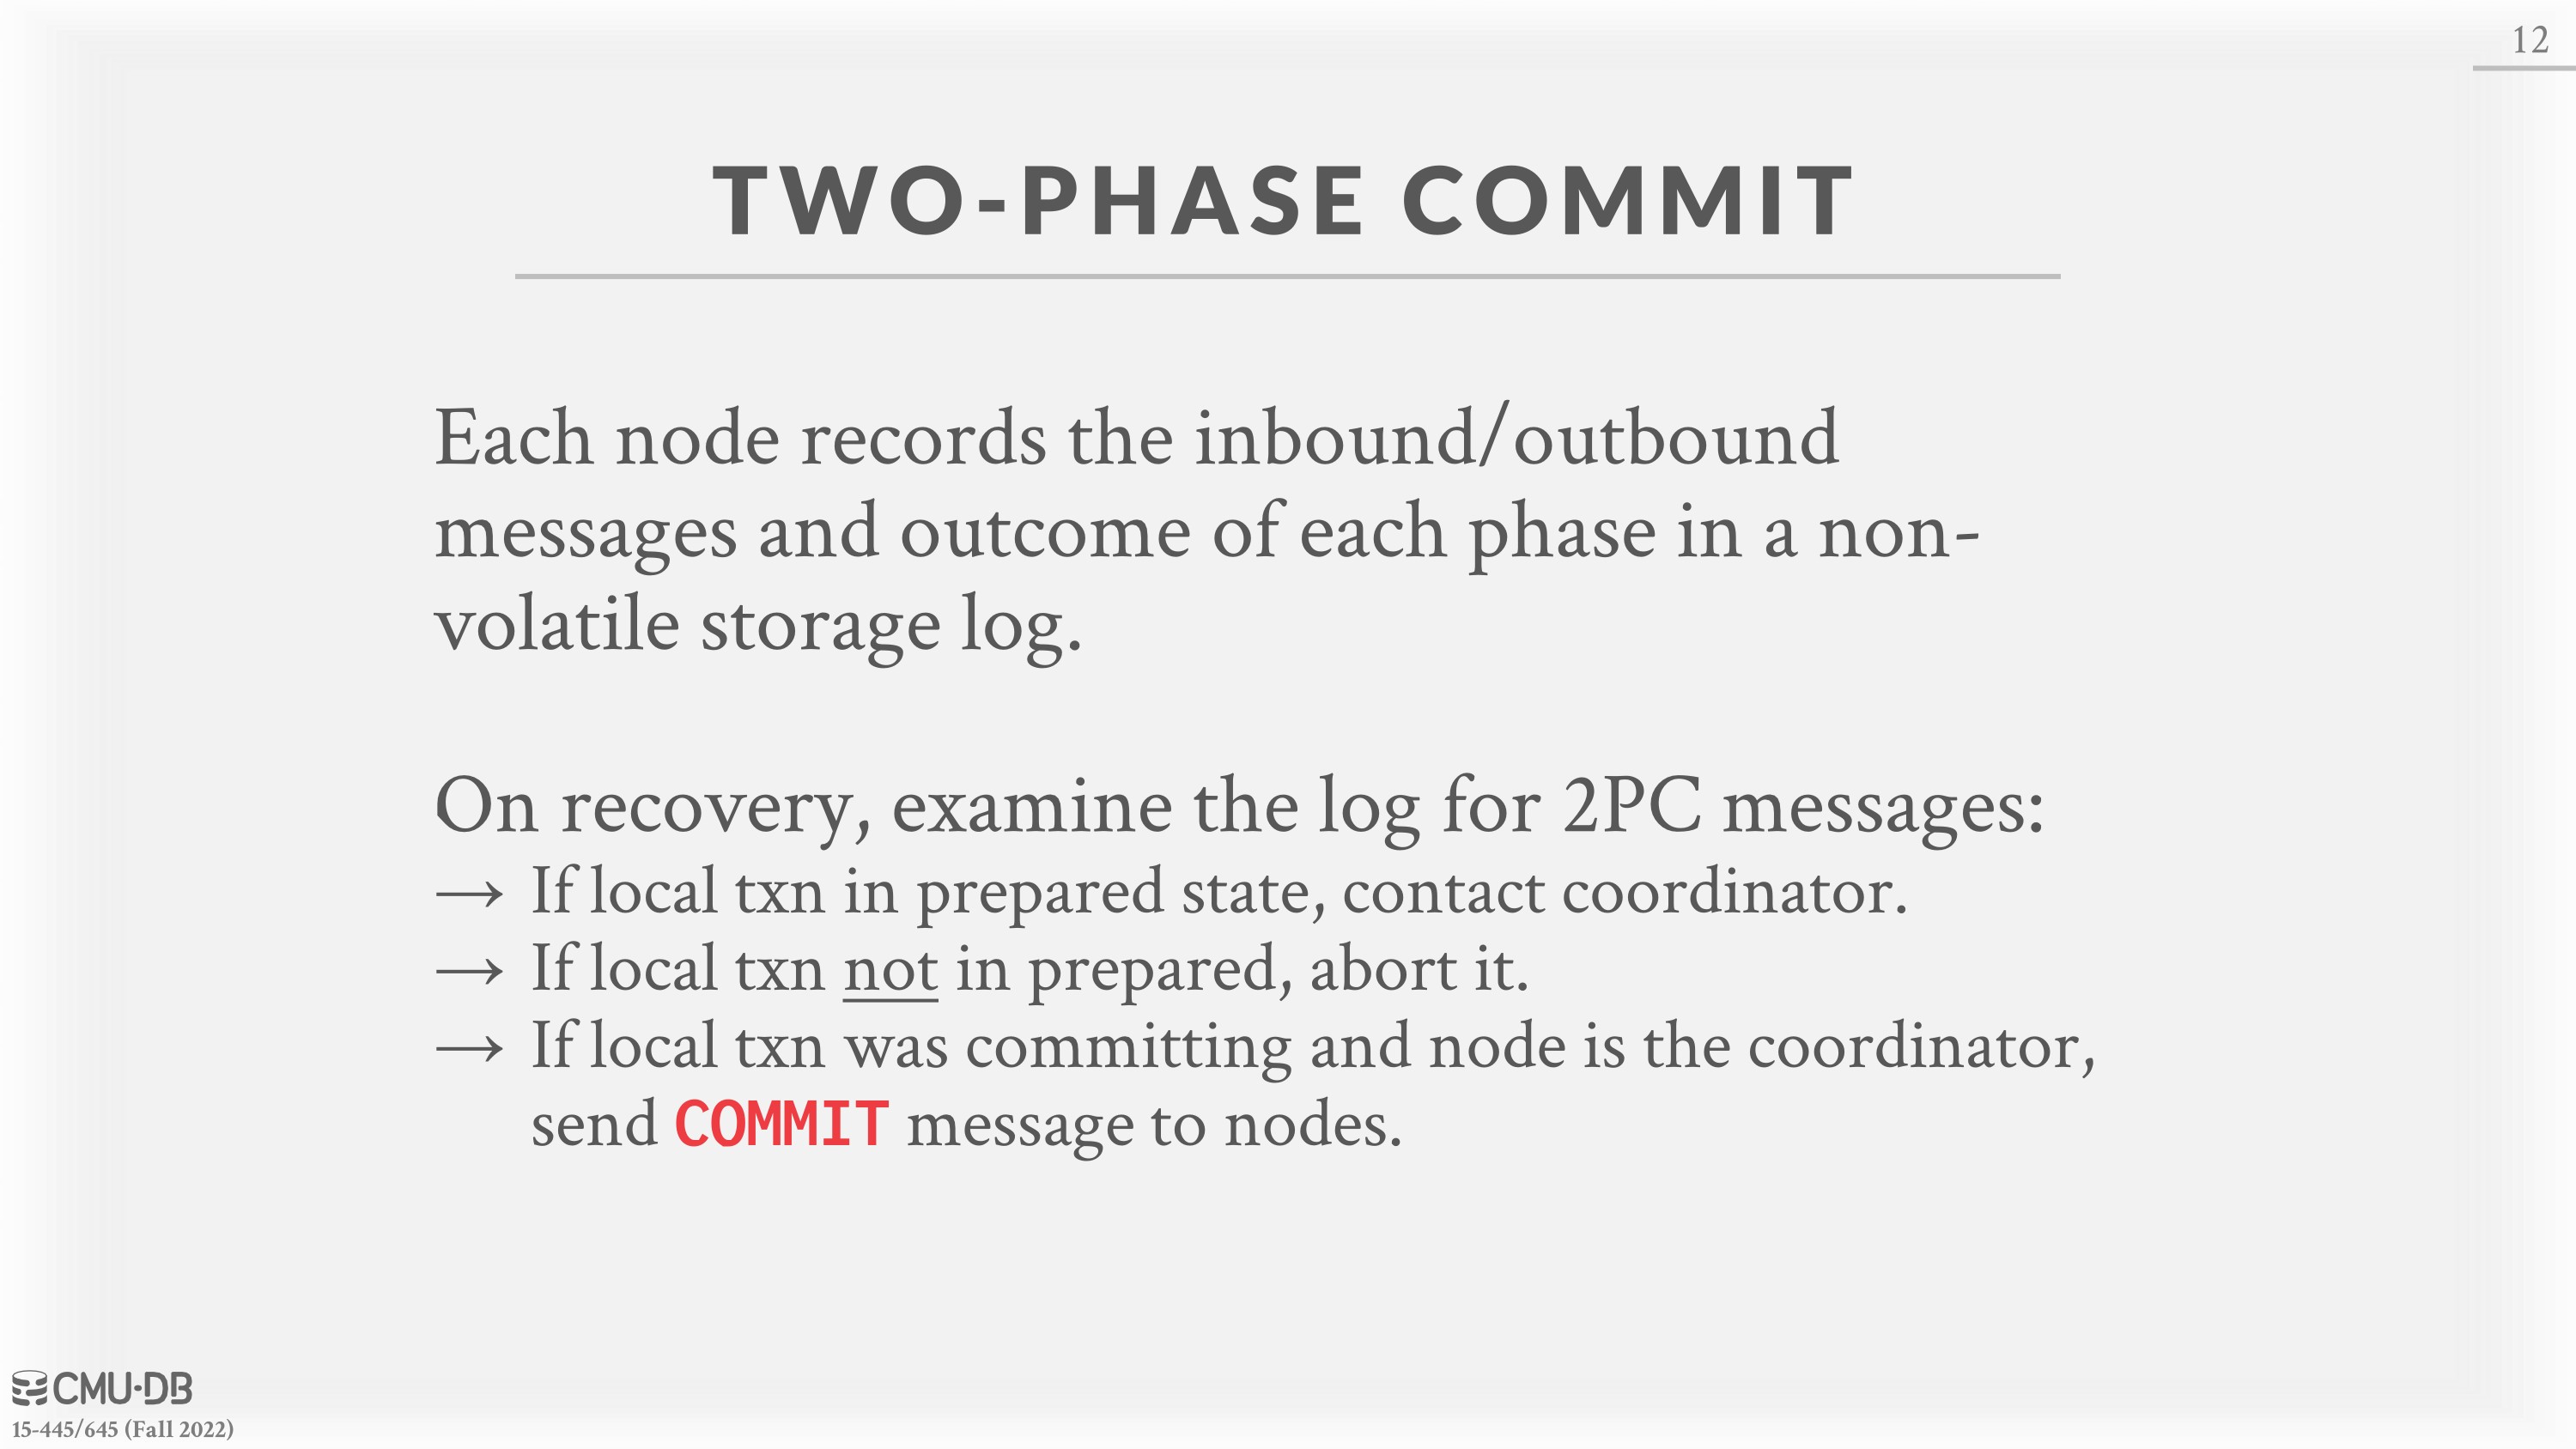 12
TWO-PHASE COMMIT
Each node records the inbound/outbound
messages and outcome of each phase in a non-
volatile storage log.
On recovery, examine the log for 2PC messages:
→ If local txn in prepared state, contact coordinator.
→ If local txn not in prepared, abort it.
→ If local txn was committing and node is the coordinator,
send COMMIT message to nodes.
CMU·DB
15-445/645 (Fall 2022)